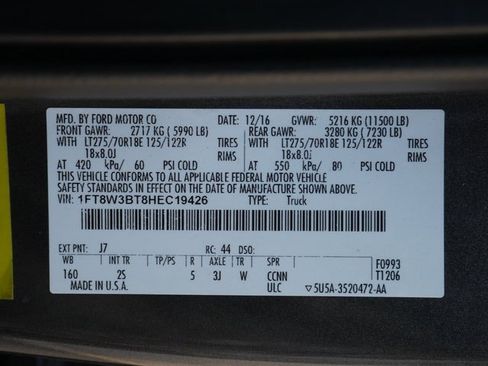 MFD. BY FORD MOTOR CO 12/16 GVWR: 5216 KG (11500 LB)
FRONT GAWR: 2717 KG (5990 LB) REAR GAWR: 3280 KG (7230 LB)
WITH LT275/70R18E 125/122R TIRES WITH LT275/70R18E 125/122R TIRES
18x8.0J RIMS 18x8.0J RIMS
AT 420 kPa/ 60 PSI COLD AT 550 kPa/ 80 PSI COLD
THIS VEHICLE CONFORMS TO ALL APPLICABLE FEDERAL MOTOR VEHICLE
SAFETY STANDARDS IN EFFECT ON THE DATE OF MANUFACTURE SHOWN ABOVE.
VIN: 1FT8W3BT8HEC19426 TYPE: Truck
EXT PNT: J7 RC: 44 DSO: F0993
WB INT TR TP/PS R AXLE TR SPR T1206
160 2S 5 3J W CCNN
MADE IN U.S.A. ULC ▽5U5A-3520472-AA